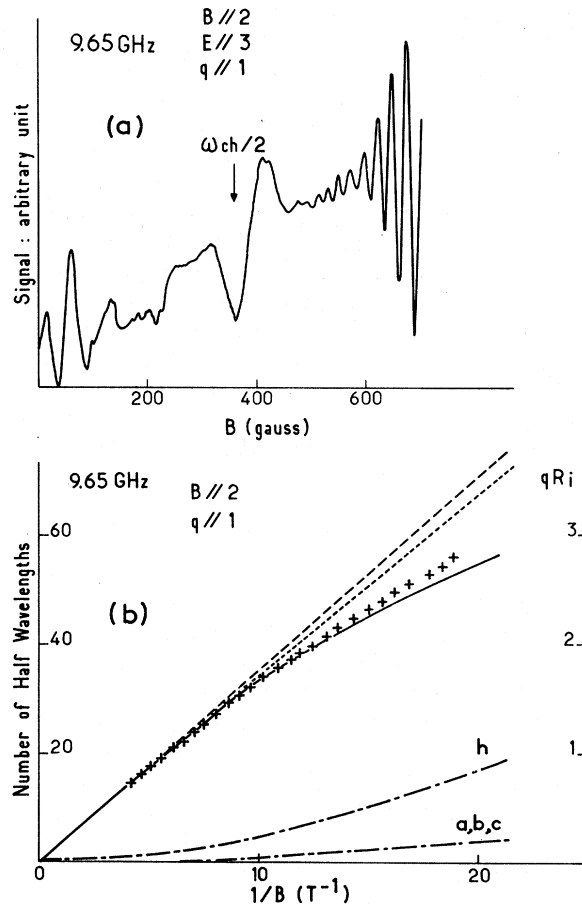 9.65 GHz
B // 2
E // 3
q // 1
(a)
ωch/2
Signal : arbitrary unit
200 400 600
B (gauss)
9.65 GHz
B // 2
q // 1
qRi
(b)
60
40
20
3
2
1
h
a,b,c
Number of Half Wavelengths
0 10 20
1/B (T⁻¹)